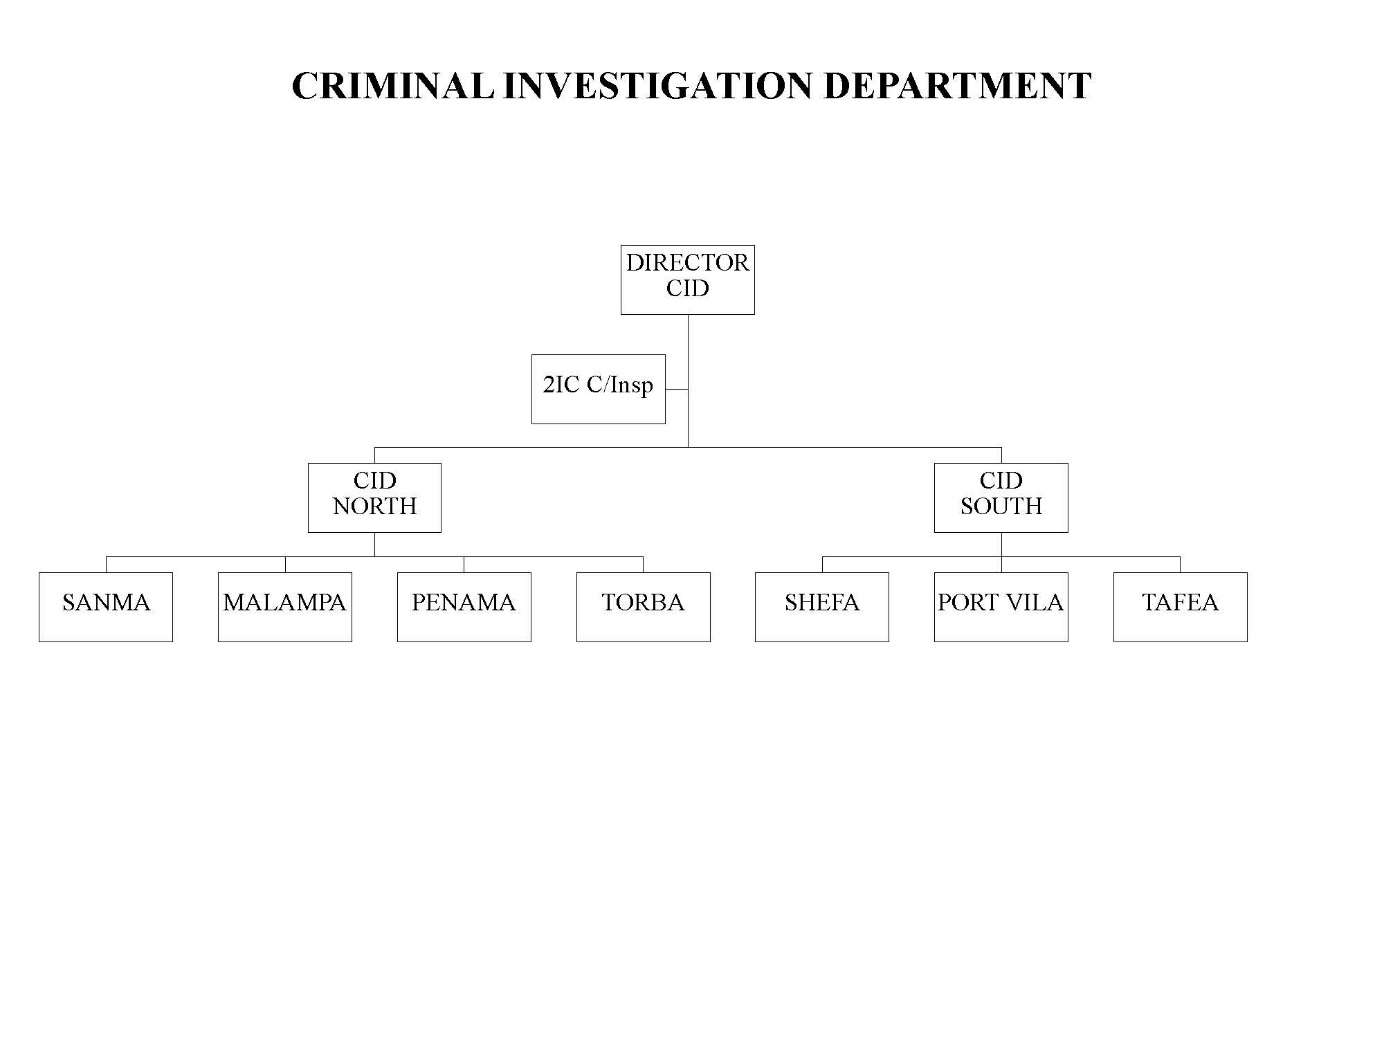 CRIMINAL INVESTIGATION DEPARTMENT
DIRECTOR
CID
2IC C/Insp
CID
NORTH
CID
SOUTH
SANMA
MALAMPA
PENAMA
TORBA
SHEFA
PORT VILA
TAFEA